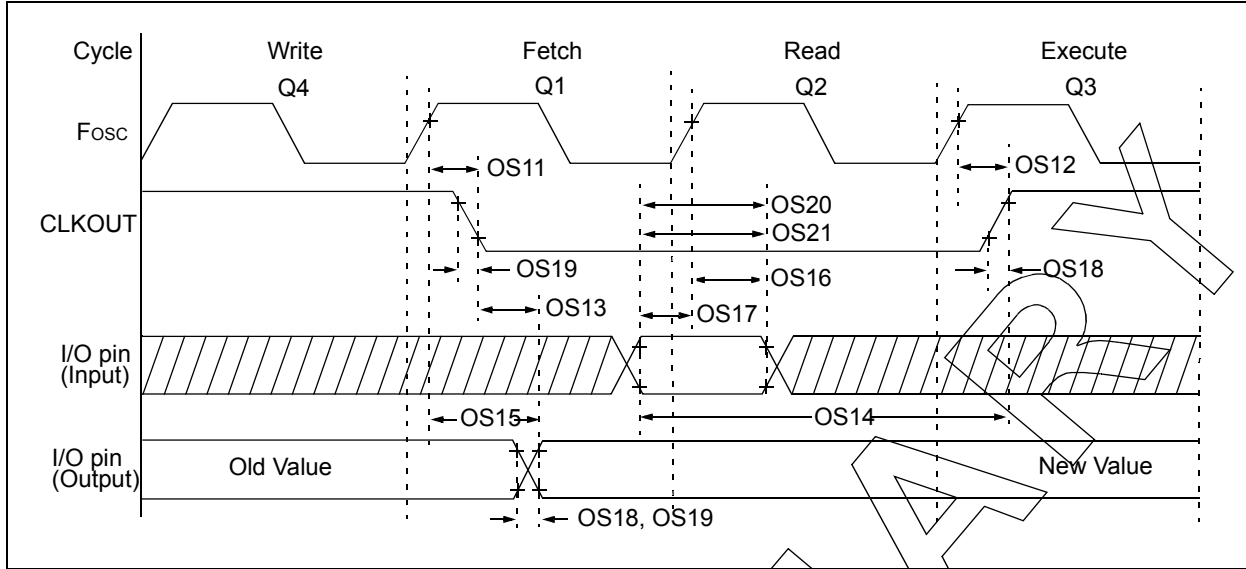 Cycle Write Fetch Read Execute
Q4 Q1 Q2 Q3
Fosc
OS11 OS12
CLKOUT
OS20
OS21
OS19 OS16 OS18
OS13 OS17
I/O pin
(Input)
OS15 OS14
I/O pin
(Output)
Old Value New Value
OS18, OS19